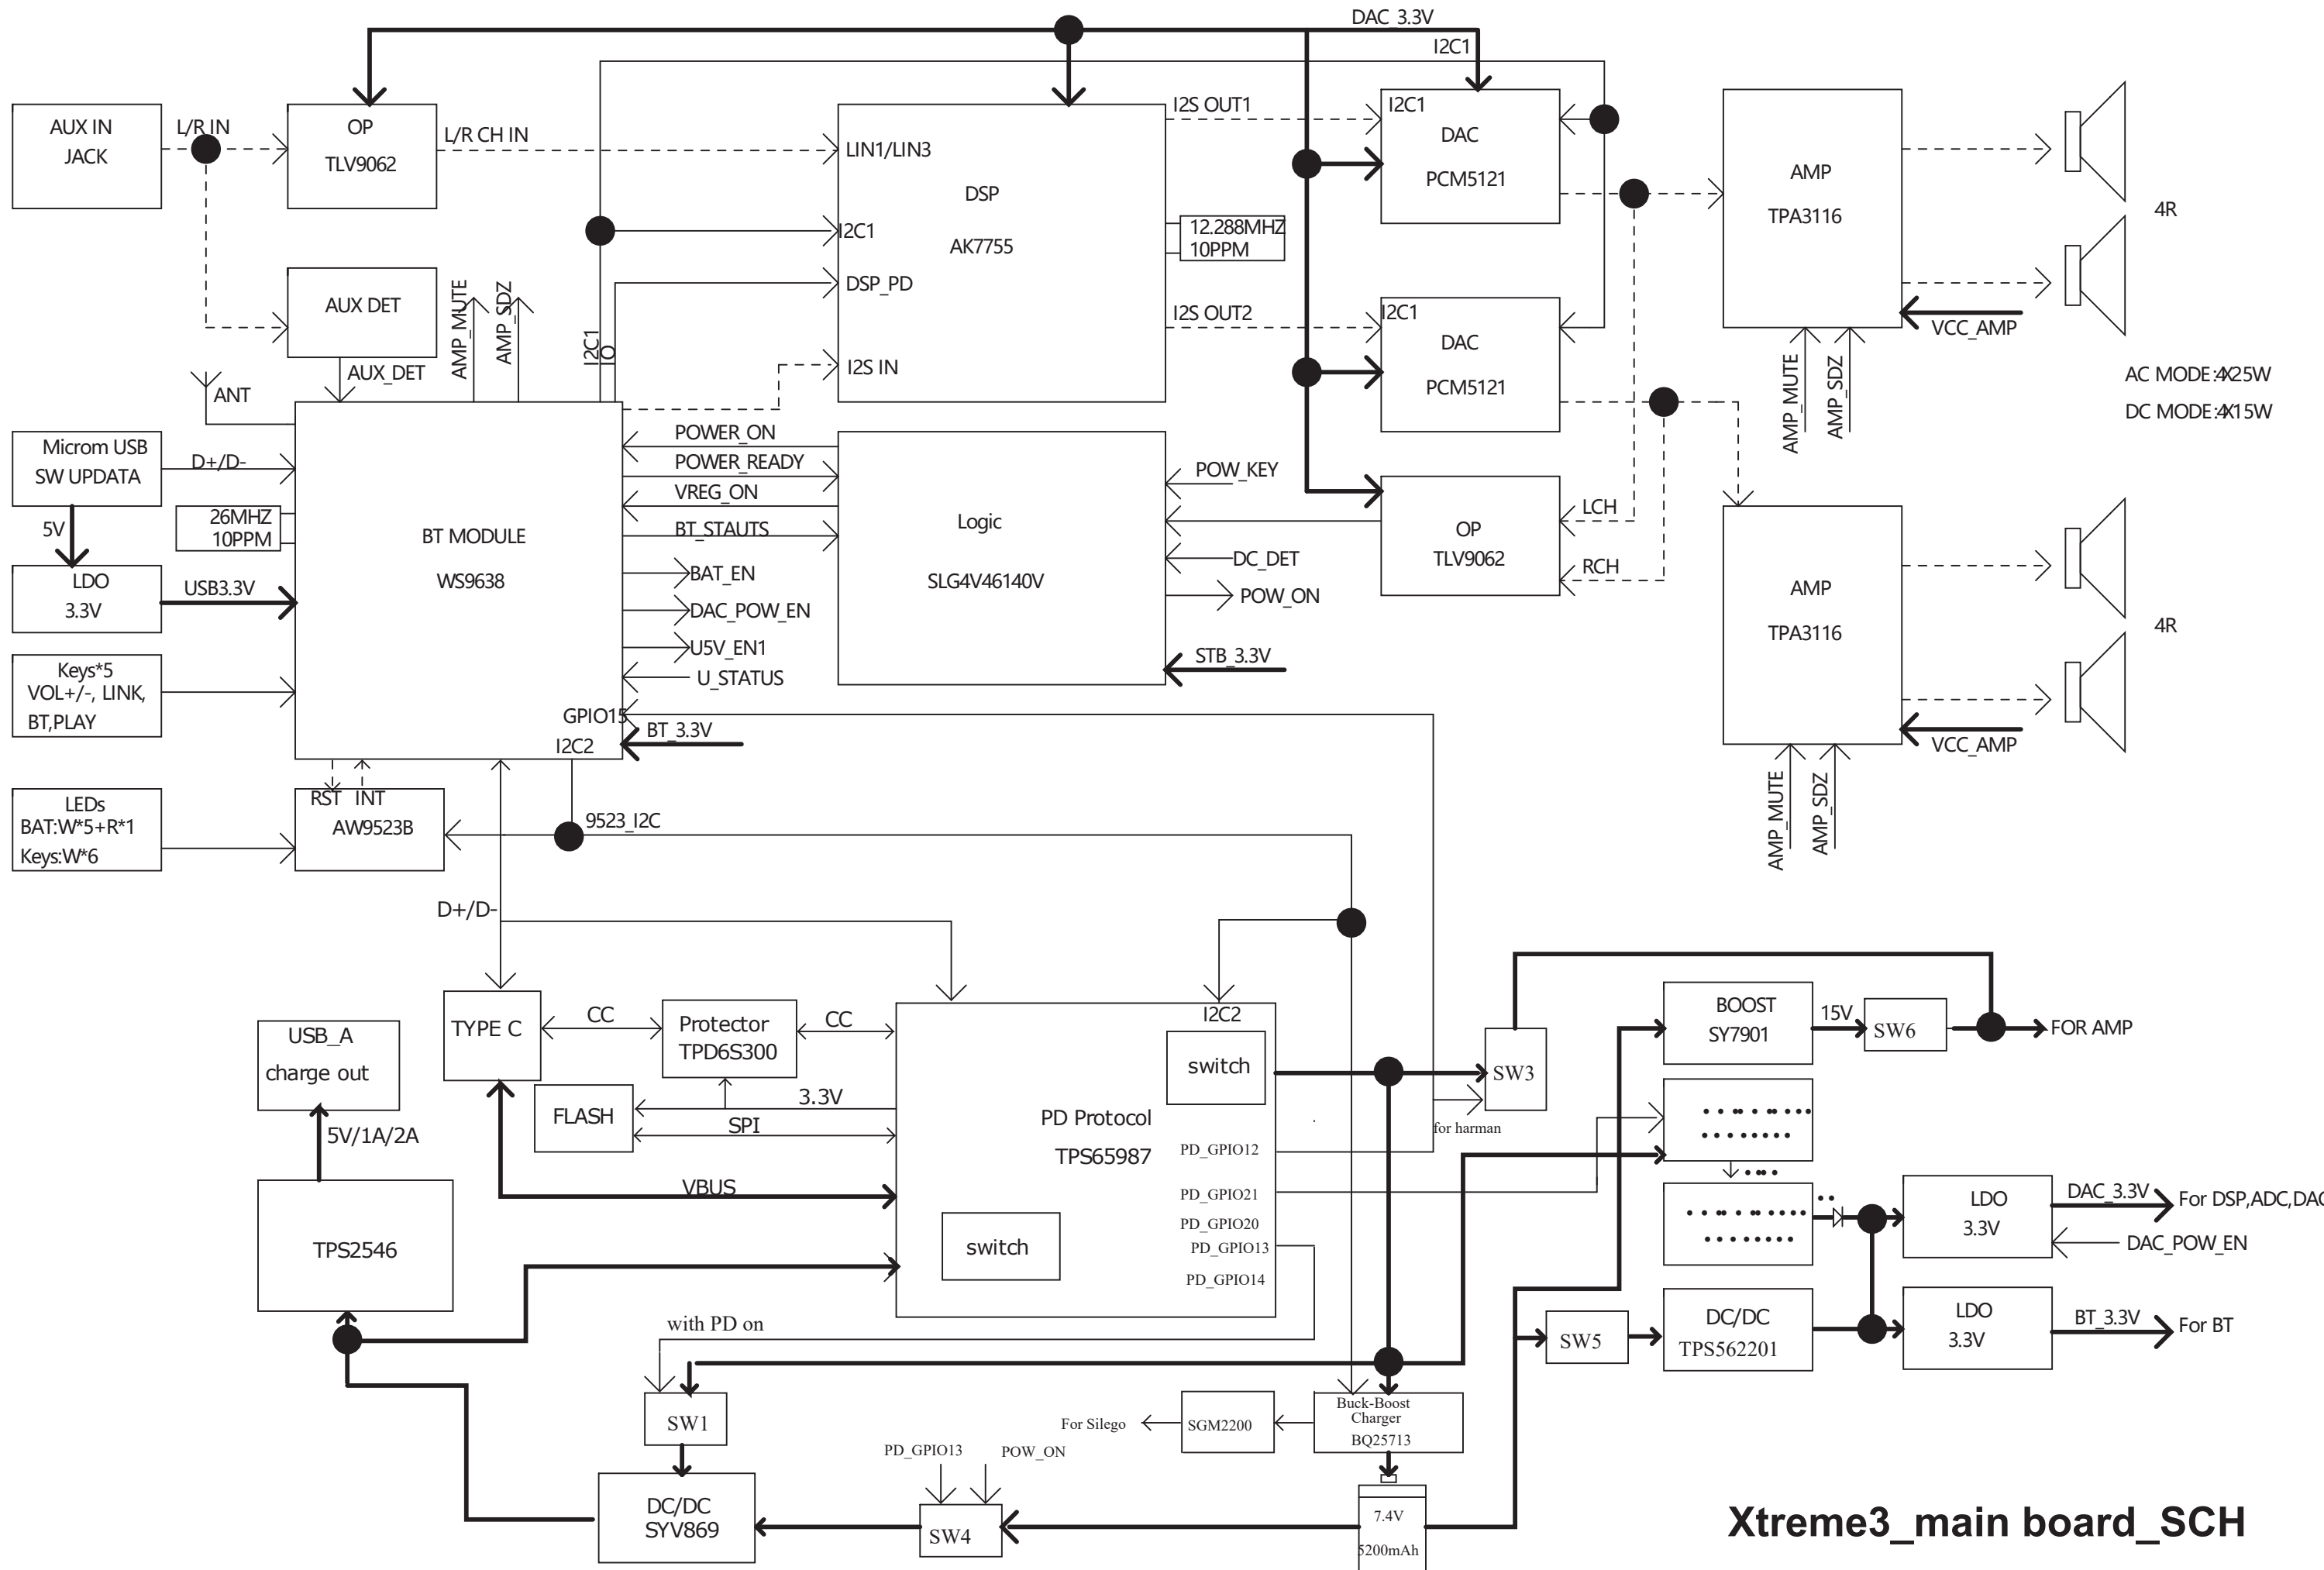 DAC_3.3V
I2C1
AUX IN
JACK
L/R IN
OP
TLV9062
L/R CH IN
LIN1/LIN3
DSP
AK7755
I2C1
DSP_PD
I2S IN
12.288MHZ
10PPM
I2S OUT1
I2S OUT2
I2C1
DAC
PCM5121
I2C1
DAC
PCM5121
AMP
TPA3116
4R
VCC_AMP
AMP_MUTE
AMP_SDZ
AC MODE:4X25W
DC MODE:4X15W
AUX DET
AUX_DET
AMP_MUTE
AMP_SDZ
I2C1
IO
ANT
Microm USB
SW UPDATA
D+/D-
5V
26MHZ
10PPM
LDO
3.3V
USB3.3V
Keys*5
VOL+/-, LINK,
BT,PLAY
BT MODULE
WS9638
POWER_ON
POWER_READY
VREG_ON
BT_STAUTS
BAT_EN
DAC_POW_EN
U5V_EN1
U_STATUS
GPIO15
BT_3.3V
I2C2
Logic
SLG4V46140V
POW_KEY
DC_DET
POW_ON
STB_3.3V
OP
TLV9062
LCH
RCH
AMP
TPA3116
4R
VCC_AMP
AMP_MUTE
AMP_SDZ
LEDs
BAT:W*5+R*1
Keys:W*6
RST
INT
AW9523B
9523_I2C
D+/D-
TYPE C
CC
Protector
TPD6S300
CC
USB_A
charge out
5V/1A/2A
FLASH
3.3V
SPI
VBUS
TPS2546
I2C2
switch
PD Protocol
TPS65987
PD_GPIO12
PD_GPIO21
PD_GPIO20
PD_GPIO13
PD_GPIO14
switch
SW3
for harman
BOOST
SY7901
15V
SW6
FOR AMP
LDO
3.3V
DAC_3.3V
For DSP,ADC,DAC
DAC_POW_EN
SW5
DC/DC
TPS562201
LDO
3.3V
BT_3.3V
For BT
with PD on
SW1
DC/DC
SYV869
PD_GPIO13
POW_ON
SW4
For Silego
SGM2200
Buck-Boost
Charger
BQ25713
7.4V
5200mAh
Xtreme3_main board_SCH